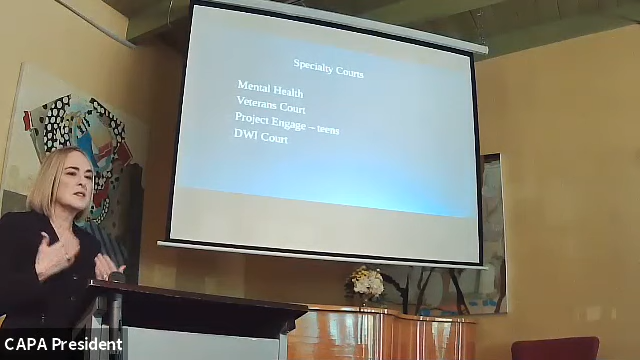 Specialty Courts
Mental Health
Veterans Court
Project Engage – teens
DWI Court
CAPA President